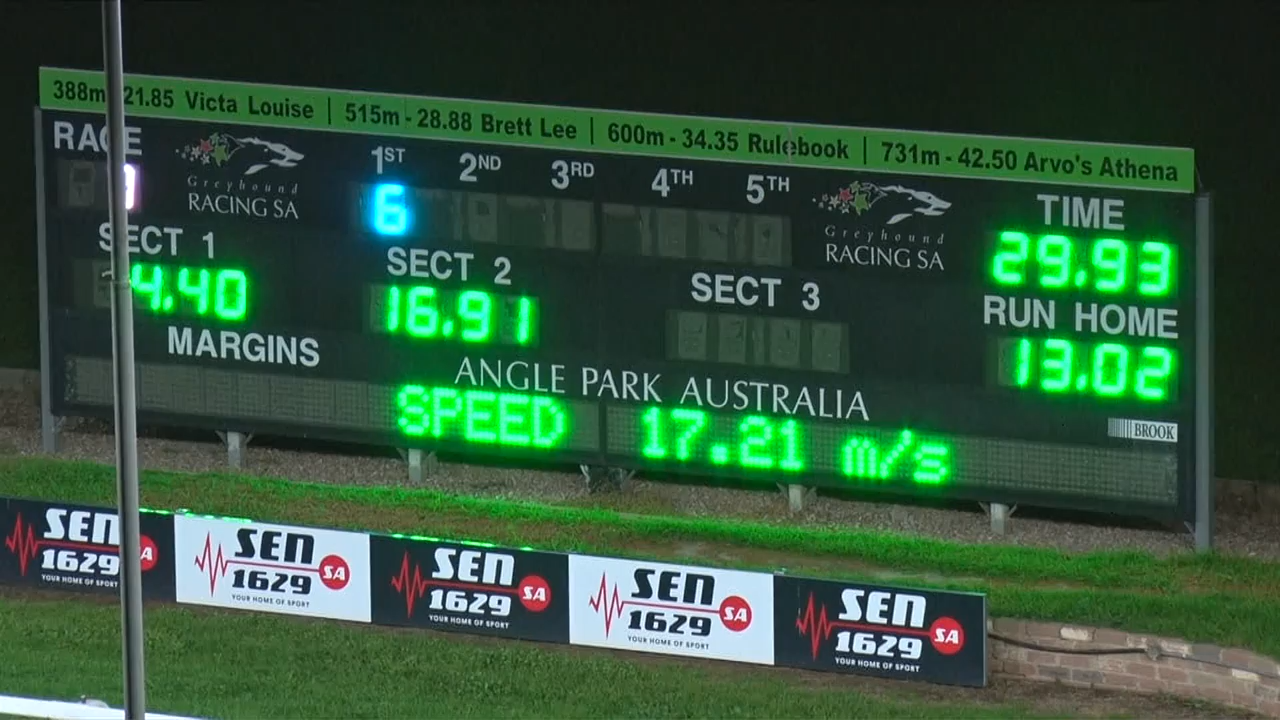 388m 21.85 Victa Louise | 515m - 28.88 Brett Lee | 600m - 34.35 Rulebook | 731m - 42.50 Arvo's Athena
RACE
Greyhound
RACING SA
1ST 2ND 3RD 4TH 5TH
6
Greyhound
RACING SA
TIME
29.93
SECT 1
4.40
SECT 2
16.91
SECT 3
RUN HOME
13.02
MARGINS
ANGLE PARK AUSTRALIA
SPEED 17.21 m/s
BROOK
SEN
1629
A
YOUR HOME OF SPORT
SEN
1629
SA
YOUR HOME OF SPORT
SEN
1629
SA
YOUR HOME OF SPORT
SEN
1629
SA
YOUR HOME OF SPORT
SEN
1629
SA
YOUR HOME OF SPORT